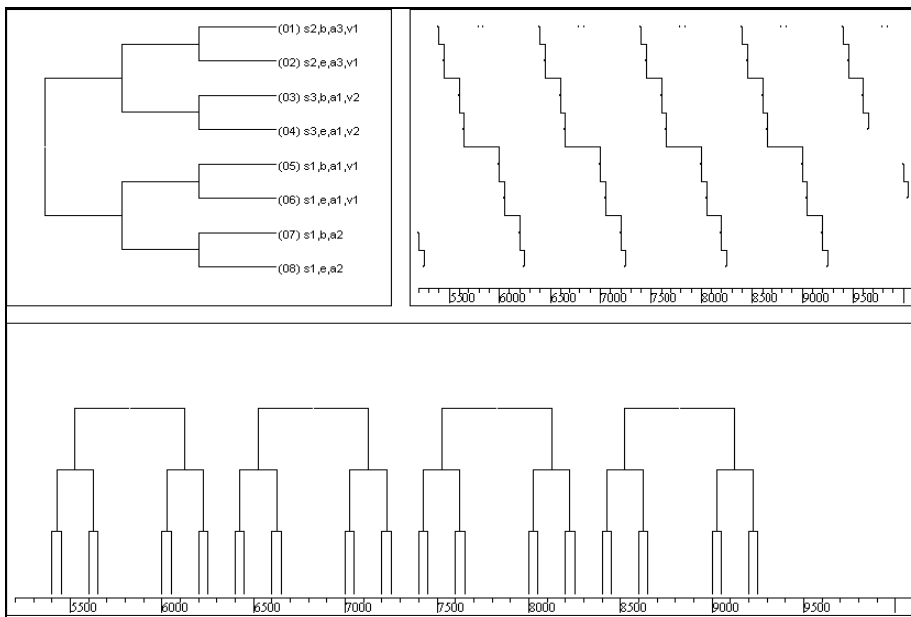 (01) s2,b,a3,v1
(02) s2,e,a3,v1
(03) s3,b,a1,v2
(04) s3,e,a1,v2
(05) s1,b,a1,v1
(06) s1,e,a1,v1
(07) s1,b,a2
(08) s1,e,a2
5500 6000 6500 7000 7500 8000 8500 9000 9500
5500 6000 6500 7000 7500 8000 8500 9000 9500